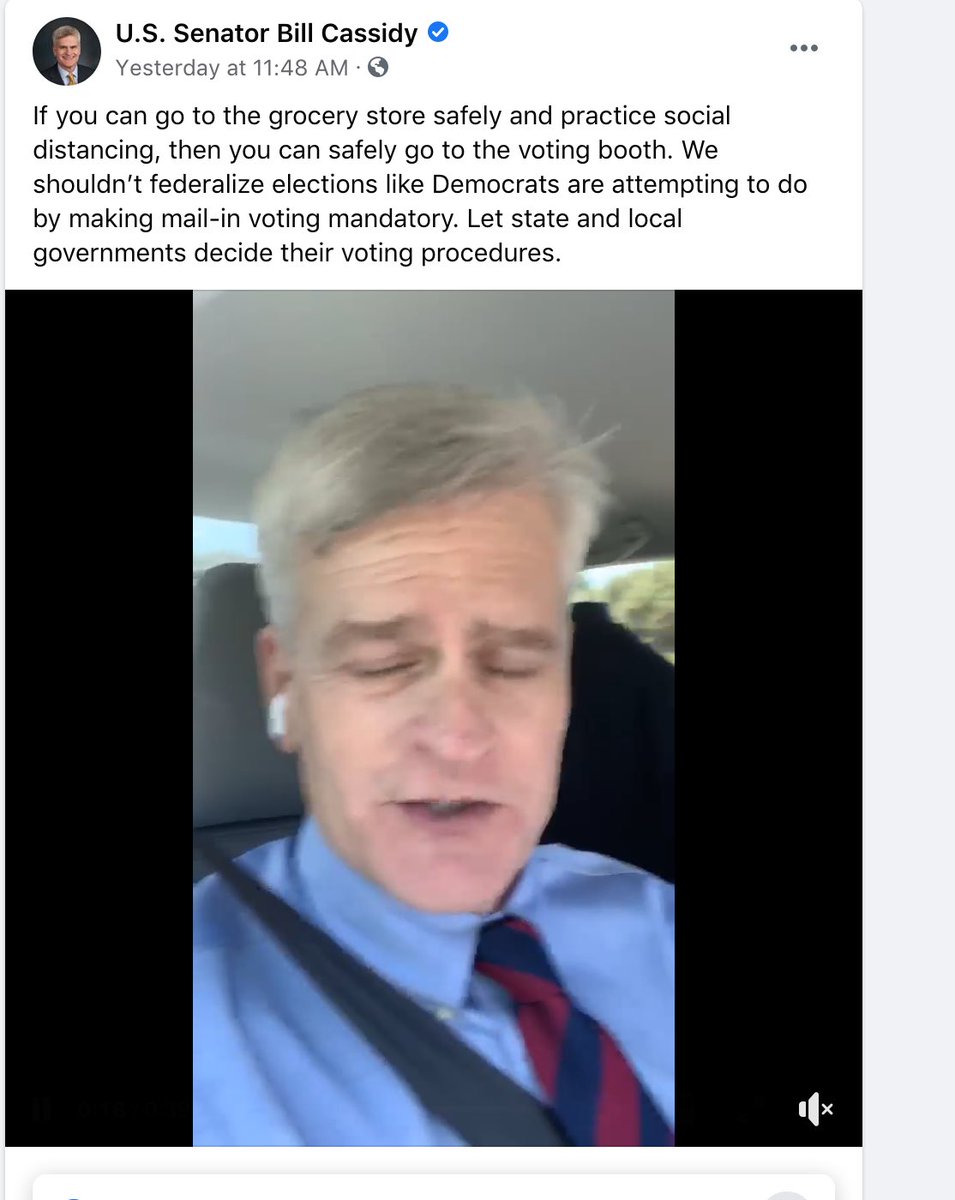 U.S. Senator Bill Cassidy
Yesterday at 11:48 AM ·
If you can go to the grocery store safely and practice social
distancing, then you can safely go to the voting booth. We
shouldn’t federalize elections like Democrats are attempting to do
by making mail-in voting mandatory. Let state and local
governments decide their voting procedures.